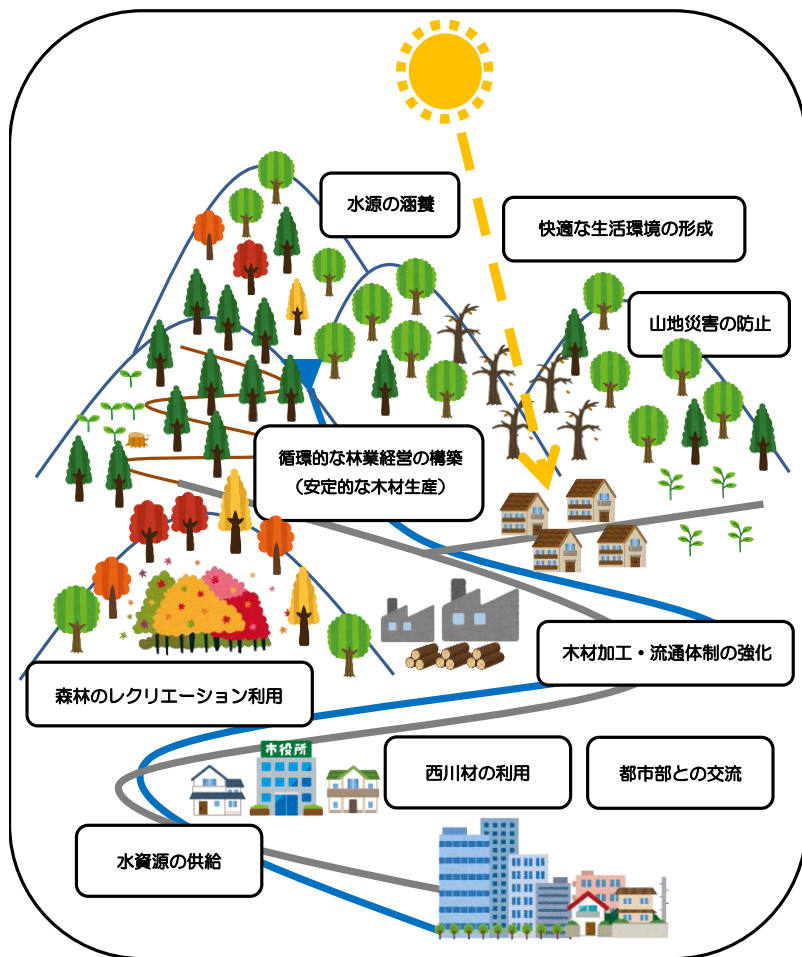 水源の涵養
快適な生活環境の形成
山地災害の防止
循環的な林業経営の構築
（安定的な木材生産）
木材加工・流通体制の強化
森林のレクリエーション利用
市役所
西川材の利用
都市部との交流
水資源の供給